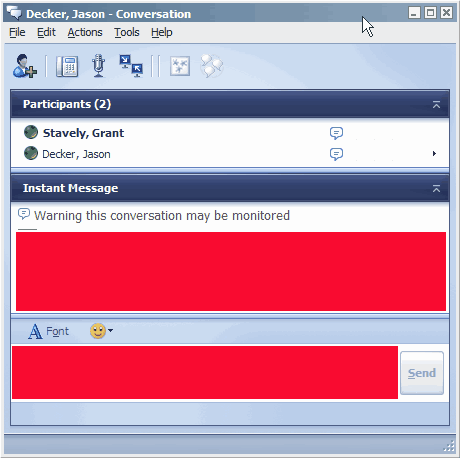 Decker, Jason - Conversation
File Edit Actions Tools Help
Participants (2)
Stavely, Grant
Decker, Jason
Instant Message
Warning this conversation may be monitored
A Font
Send